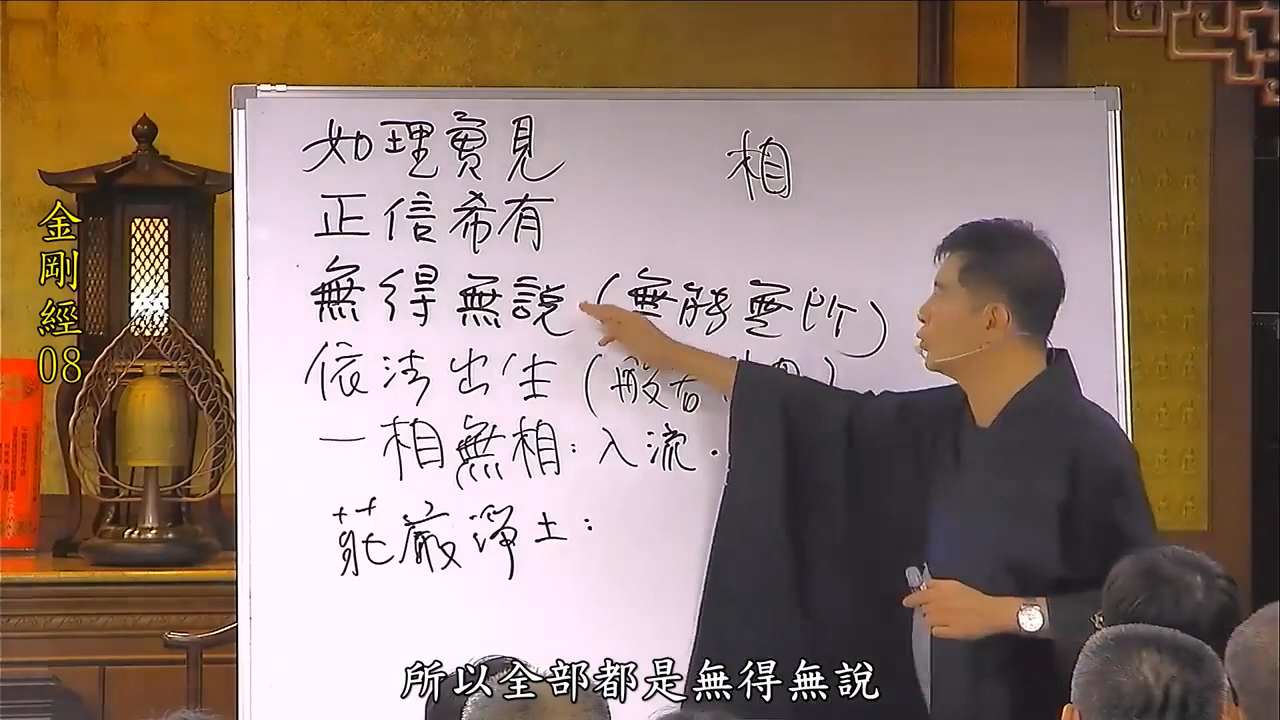 金剛經08
如理實見
相
正信希有
無得無說(無能無所)
依法出生(般若
一相無相:入流.
莊嚴淨土:
所以全部都是無得無說